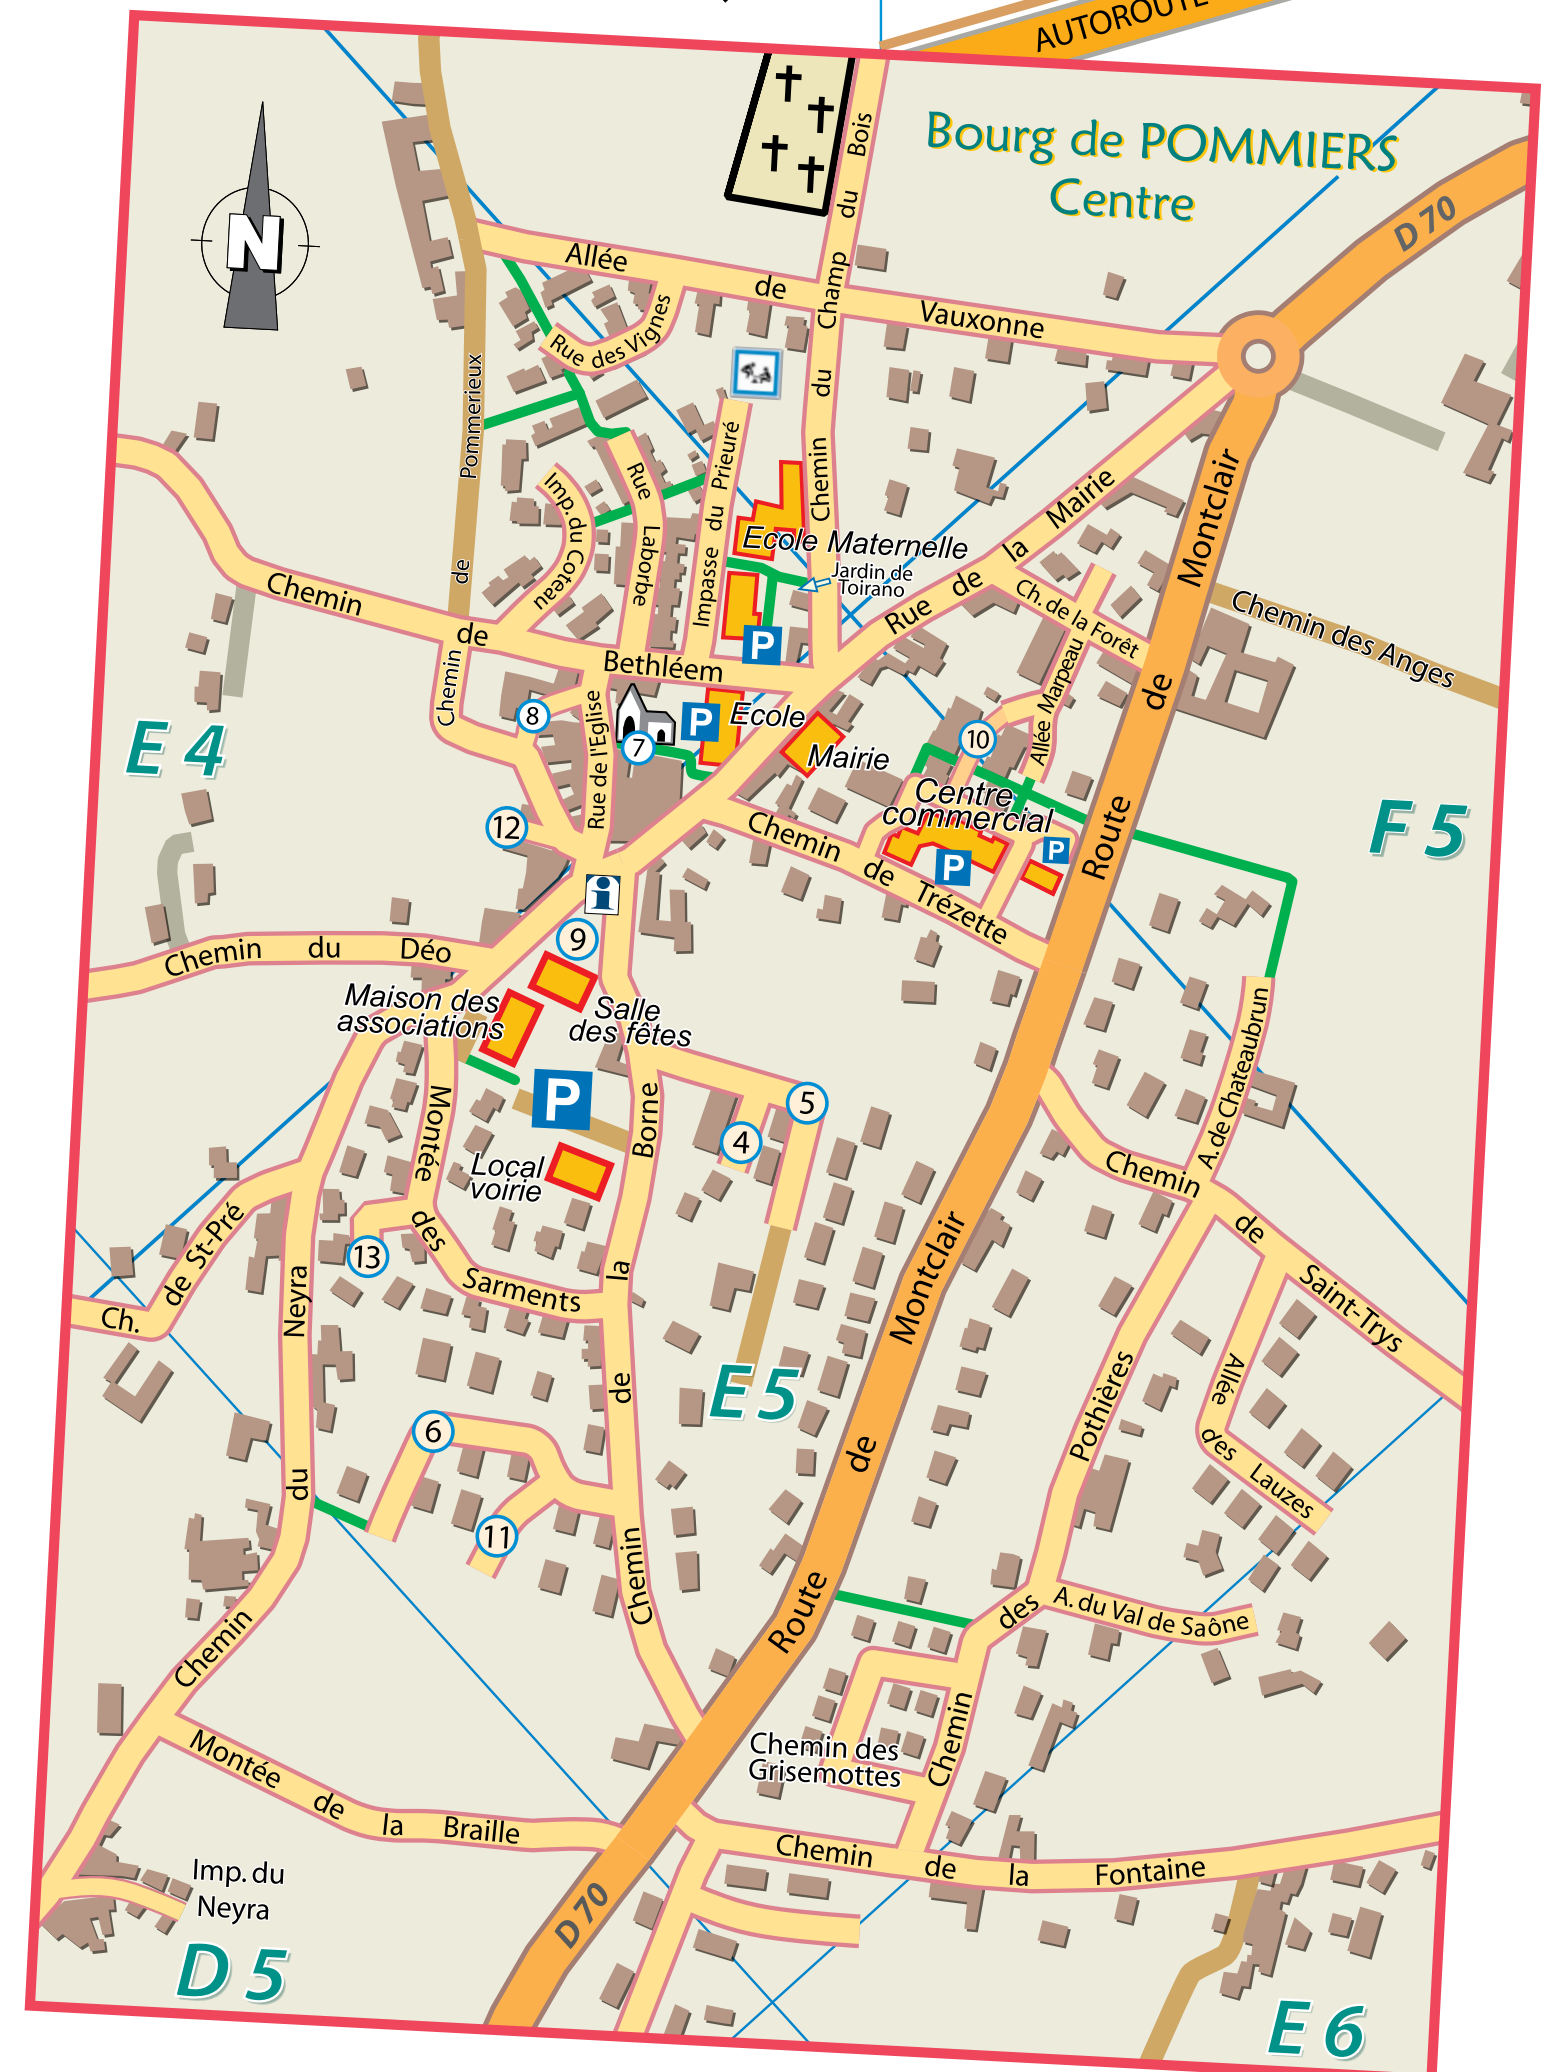 AUTOROUTE
Bourg de POMMIERS
Centre
N
D 70
Chemin du Champ du Bois
Allée de Vauxonne
Rue des Vignes
Chemin de Pommerieux
Impasse du Prieuré
Rue Laborbe
Imp. du Coteau
Ecole Maternelle
Jardin de
Toirano
P
Rue de la Mairie
Route de Montclair
Ch. de la Forêt
Chemin des Anges
Chemin de Bethléem
Allée Marpeau
Rue de l'Eglise
8
7
P
Ecole
Mairie
10
E 4
Centre
commercial
P
P
F 5
12
Chemin de Trézette
i
9
Chemin du Déo
Maison des
associations
Salle
des fêtes
A. de Chateaubrun
P
5
4
Local
voirie
Montée des Sarments
13
Ch. de St-Pré
Chemin de Saint-Trys
Chemin du Neyra
Chemin de la Borne
E 5
Route de Montclair
Allée des Lauzes
6
11
Chemin des Pothières
A. du Val de Saône
Chemin des
Grisemottes
Montée de la Braille
Chemin de la Fontaine
Imp. du
Neyra
D 70
D 5
E 6